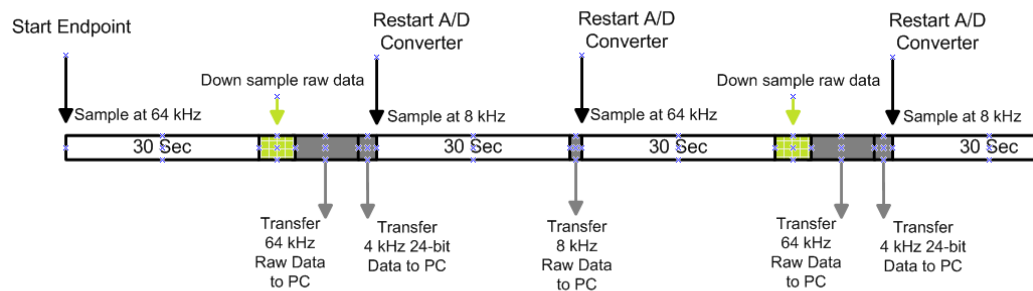 Start Endpoint
Restart A/D
Converter
Restart A/D
Converter
Restart A/D
Converter
Down sample raw data
Down sample raw data
Sample at 64 kHz
Sample at 8 kHz
Sample at 64 kHz
Sample at 8 kHz
30 Sec
30 Sec
30 Sec
30 Sec
Transfer
64 kHz
Raw Data
to PC
Transfer
4 kHz 24-bit
Data to PC
Transfer
8 kHz
Raw Data
to PC
Transfer
64 kHz
Raw Data
to PC
Transfer
4 kHz 24-bit
Data to PC